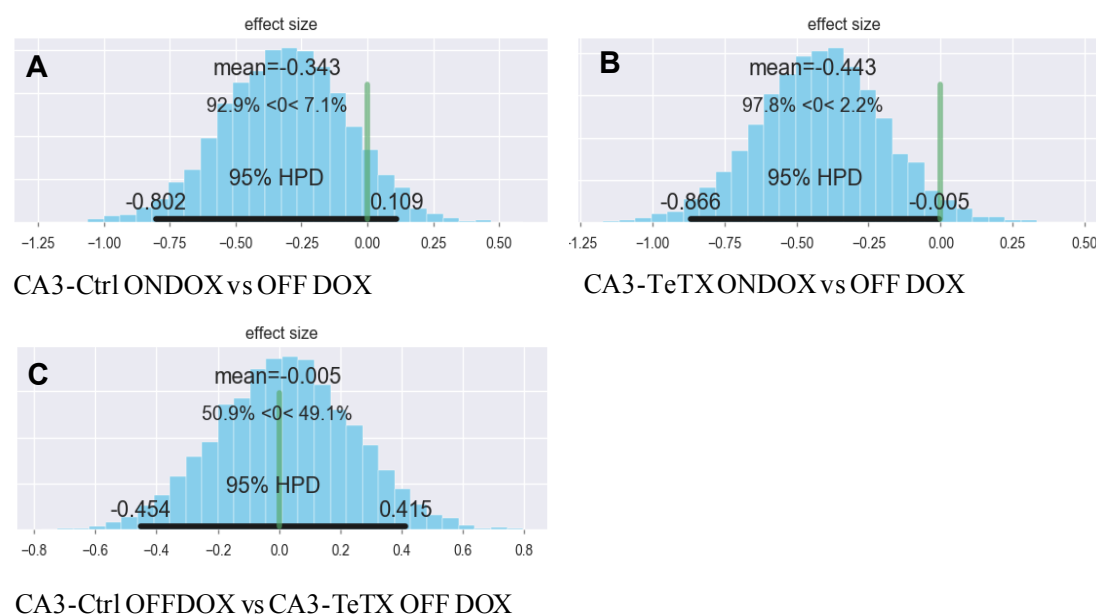 effect size
A
mean=-0.343
92.9% <0< 7.1%
95% HPD
-0.802 0.109
−1.25 −1.00 −0.75 −0.50 −0.25 0.00 0.25 0.50
CA3-Ctrl ONDOX vs OFF DOX
effect size
B
mean=-0.443
97.8% <0< 2.2%
95% HPD
-0.866 -0.005
−1.25 −1.00 −0.75 −0.50 −0.25 0.00 0.25 0.50
CA3-TeTX ONDOX vs OFF DOX
effect size
C
mean=-0.005
50.9% <0< 49.1%
95% HPD
-0.454 0.415
−0.8 −0.6 −0.4 −0.2 0.0 0.2 0.4 0.6 0.8
CA3-Ctrl OFFDOX vs CA3-TeTX OFF DOX